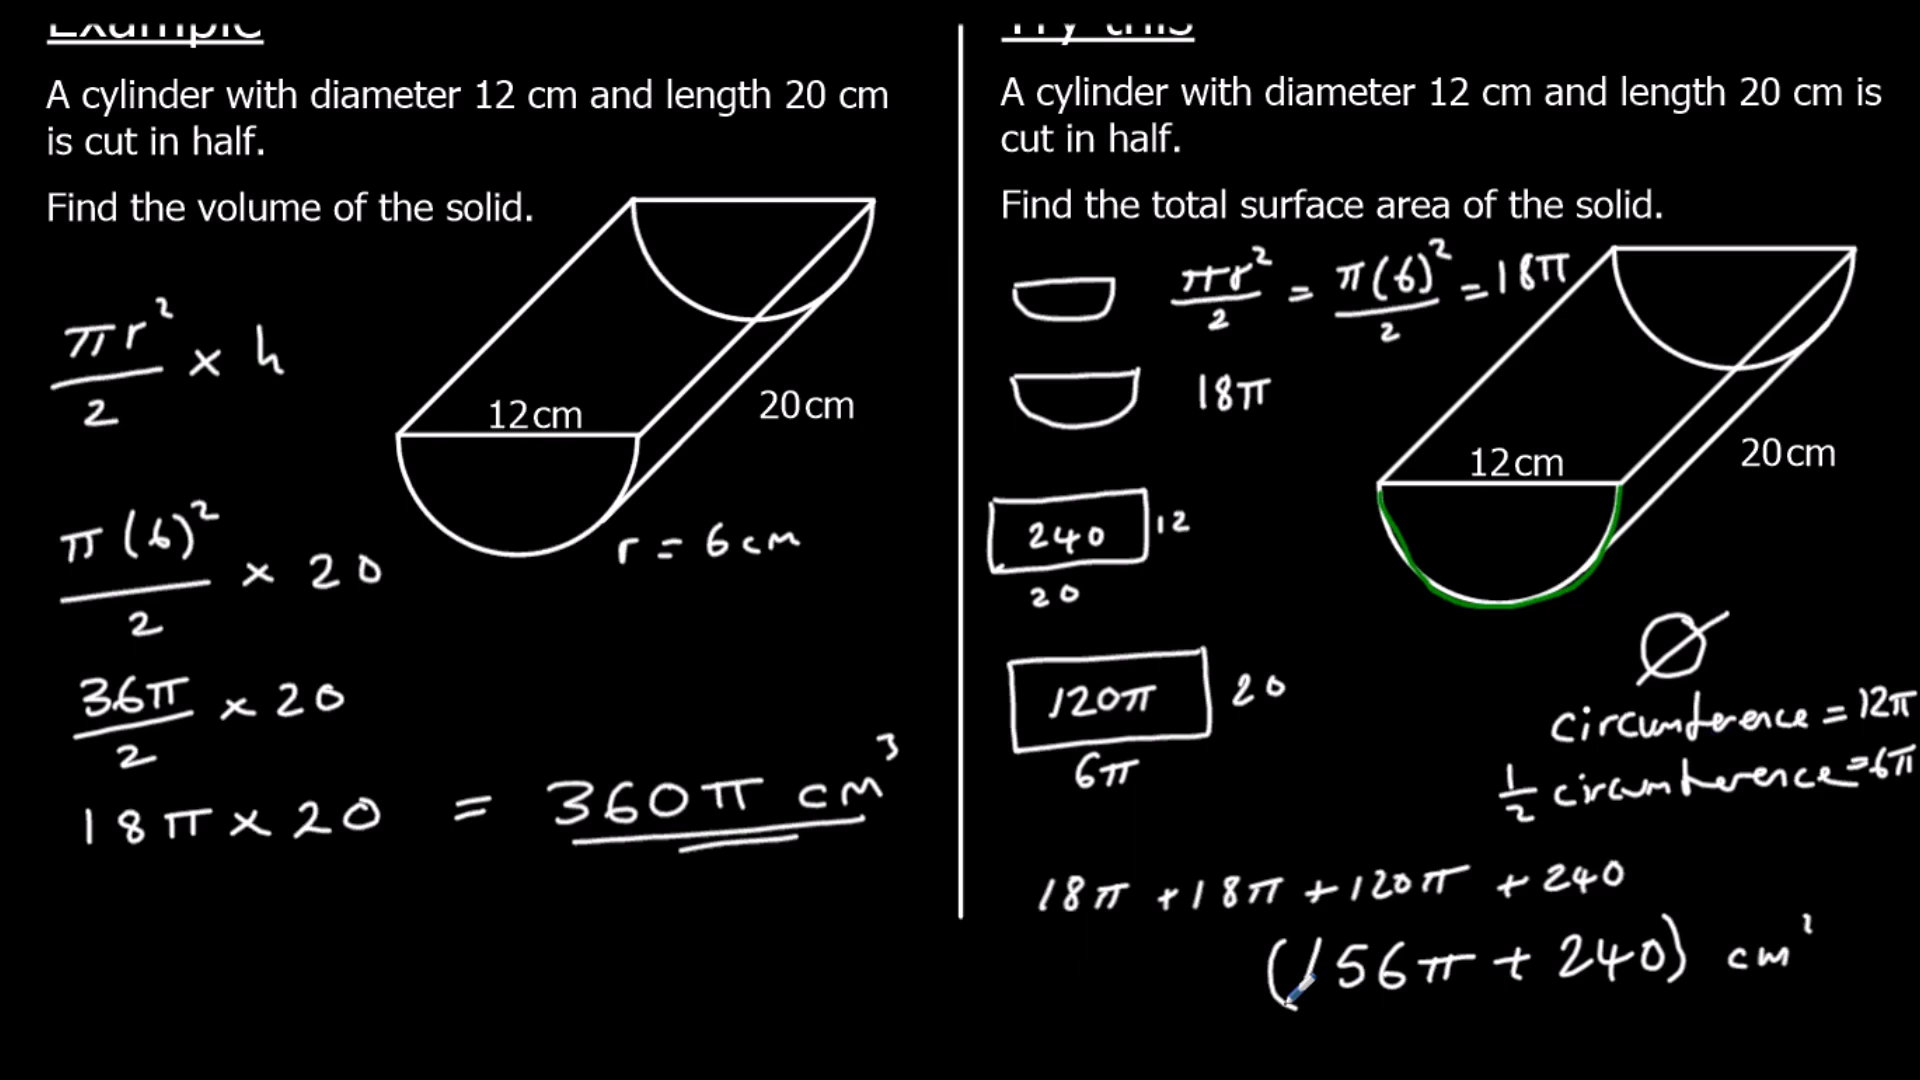 Example
A cylinder with diameter 12 cm and length 20 cm
is cut in half.
Find the volume of the solid.
πr²/2 × h
12cm
20cm
r = 6cm
π(6)²/2 × 20
36π/2 × 20
18π × 20 = 360π cm³
Try this
A cylinder with diameter 12 cm and length 20 cm is
cut in half.
Find the total surface area of the solid.
πr²/2 = π(6)²/2 = 18π
18π
12cm
20cm
240
12
20
120π
20
6π
circumference = 12π
1/2 circumference = 6π
18π + 18π + 120π + 240
(156π + 240) cm²